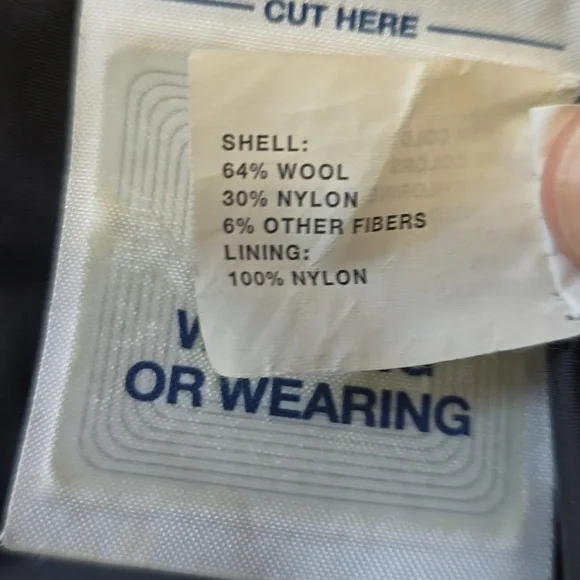 CUT HERE
SHELL:
64% WOOL
30% NYLON
6% OTHER FIBERS
LINING:
100% NYLON
OR WEARING